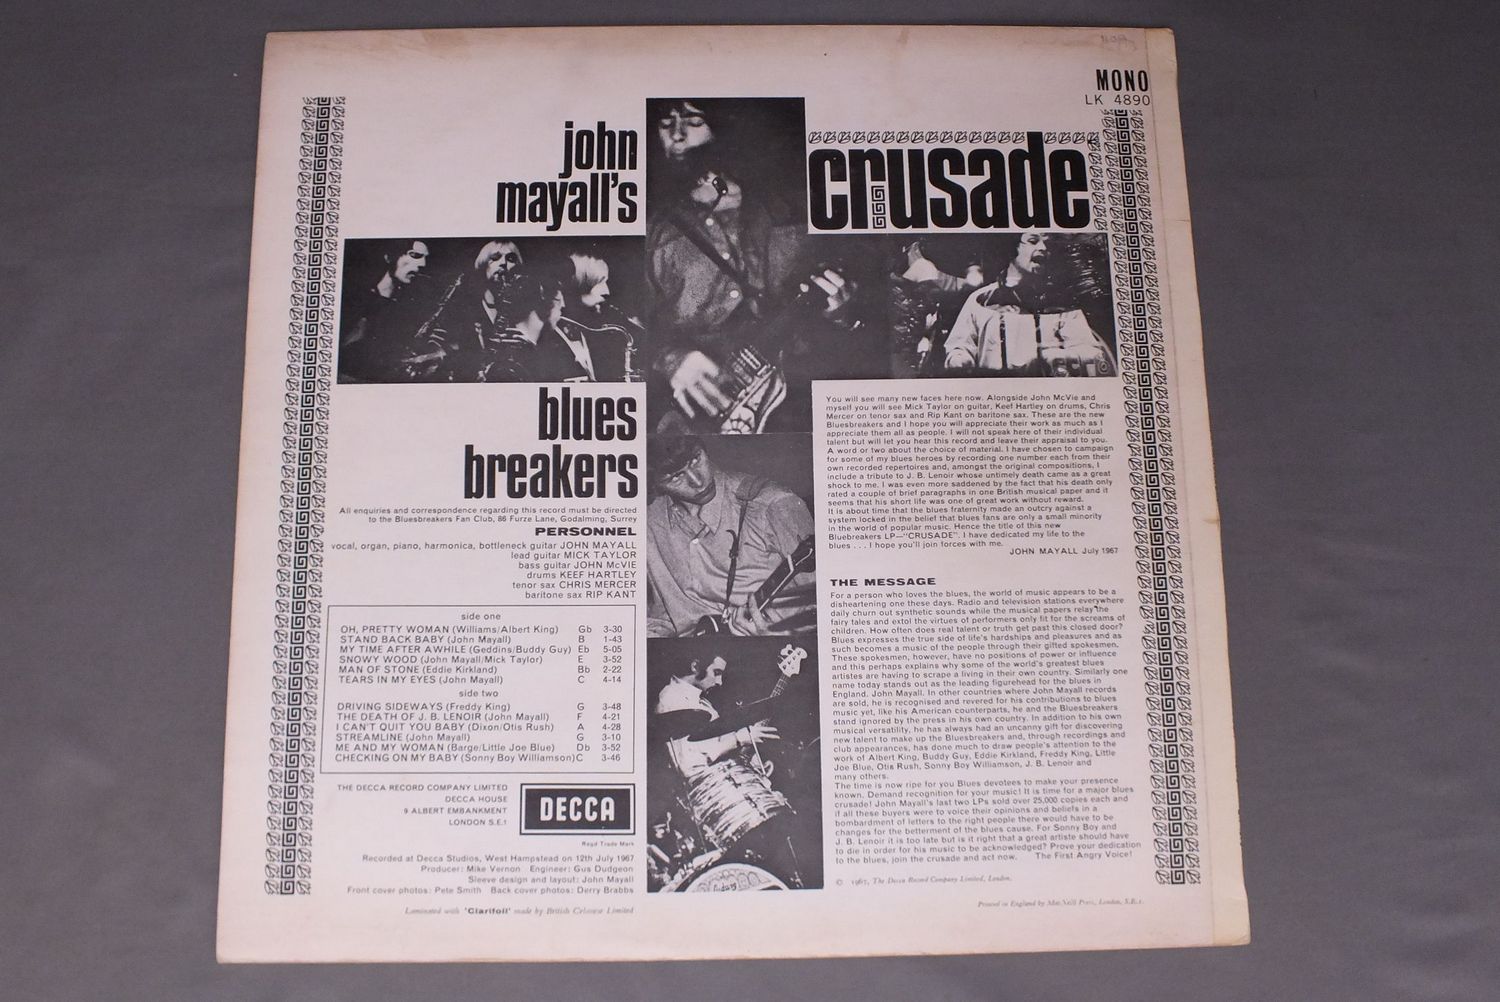 MONO
LK 4890
john
mayall's
crusade
blues
breakers
All enquiries and correspondence regarding this record must be directed
to the Bluesbreakers Fan Club, 86 Furze Lane, Godalming, Surrey
PERSONNEL
vocal, organ, piano, harmonica, bottleneck guitar JOHN MAYALL
lead guitar MICK TAYLOR
bass guitar JOHN McVIE
drums KEEF HARTLEY
tenor sax CHRIS MERCER
baritone sax RIP KANT
side one
OH, PRETTY WOMAN (Williams/Albert King) Gb 3-30
STAND BACK BABY (John Mayall) B 1-43
MY TIME AFTER AWHILE (Geddins/Buddy Guy) Eb 5-05
SNOWY WOOD (John Mayall/Mick Taylor) E 3-52
MAN OF STONE (Eddie Kirkland) Bb 2-22
TEARS IN MY EYES (John Mayall) C 4-14
side two
DRIVING SIDEWAYS (Freddy King) G 3-48
THE DEATH OF J. B. LENOIR (John Mayall) F 4-21
I CAN'T QUIT YOU BABY (Dixon/Otis Rush) A 4-28
STREAMLINE (John Mayall) G 3-10
ME AND MY WOMAN (Barge/Little Joe Blue) Db 3-52
CHECKING ON MY BABY (Sonny Boy Williamson) C 3-46
THE DECCA RECORD COMPANY LIMITED
DECCA HOUSE
9 ALBERT EMBANKMENT
LONDON S.E.1
DECCA
Regd Trade Mark
Recorded at Decca Studios, West Hampstead on 12th July 1967
Producer: Mike Vernon Engineer: Gus Dudgeon
Sleeve design and layout: John Mayall
Front cover photos: Pete Smith Back cover photos: Derry Brabbs
Laminated with 'Clarifoil' made by British Celanese Limited
You will see many new faces here now. Alongside John McVie and
myself you will see Mick Taylor on guitar, Keef Hartley on drums, Chris
Mercer on tenor sax and Rip Kant on baritone sax. These are the new
Bluesbreakers and I hope you will appreciate their work as much as I
appreciate them all as people. I will not speak here of their individual
talent but will let you hear this record and leave their appraisal to you.
A word or two about the choice of material. I have chosen to campaign
for some of my blues heroes by recording one number each from their
own recorded repertoires and, amongst the original compositions, I
include a tribute to J. B. Lenoir whose untimely death came as a great
shock to me. I was even more saddened by the fact that his death only
rated a couple of brief paragraphs in one British musical paper and it
seems that his short life was one of great work without reward.
It is about time that the blues fraternity made an outcry against a
system locked in the belief that blues fans are only a small minority
in the world of popular music. Hence the title of this new
Bluebreakers LP—"CRUSADE". I have dedicated my life to the
blues . . . I hope you'll join forces with me.
JOHN MAYALL July 1967
THE MESSAGE
For a person who loves the blues, the world of music appears to be a
disheartening one these days. Radio and television stations everywhere
daily churn out synthetic sounds while the musical papers relay the
fairy tales and extol the virtues of performers only fit for the screams of
children. How often does real talent or truth get past this closed door?
Blues expresses the true side of life's hardships and pleasures and as
such becomes a music of the people through their gifted spokesmen.
These spokesmen, however, have no positions of power or influence
and this perhaps explains why some of the world's greatest blues
artistes are having to scrape a living in their own country. Similarly one
name today stands out as the leading figurehead for the blues in
England. John Mayall. In other countries where John Mayall records
are sold, he is recognised and revered for his contributions to blues
music yet, like his American counterparts, he and the Bluesbreakers
stand ignored by the press in his own country. In addition to his own
musical versatility, he has always had an uncanny gift for discovering
new talent to make up the Bluesbreakers and, through recordings and
club appearances, has done much to draw people's attention to the
work of Albert King, Buddy Guy, Eddie Kirkland, Freddy King, Little
Joe Blue, Otis Rush, Sonny Boy Williamson, J. B. Lenoir and
many others.
The time is now ripe for you Blues devotees to make your presence
known. Demand recognition for your music! It is time for a major blues
crusade! John Mayall's last two LPs sold over 25,000 copies each and
if all these buyers were to voice their opinions and beliefs in a
bombardment of letters to the right people there would have to be
changes for the betterment of the blues cause. For Sonny Boy and
J. B. Lenoir it is too late but is it right that a great artiste should have
to die in order for his music to be acknowledged? Prove your dedication
to the blues, join the crusade and act now. The First Angry Voice!
© 1967, The Decca Record Company Limited, London.
Printed in England by MacNeill Press, London, S.E.1.
Ludwig